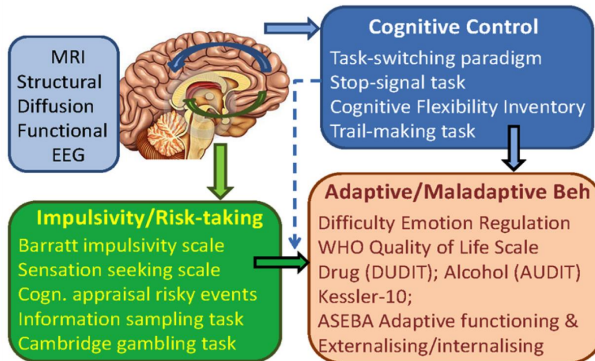 MRI
Structural
Diffusion
Functional
EEG
Cognitive Control
Task-switching paradigm
Stop-signal task
Cognitive Flexibility Inventory
Trail-making task
Impulsivity/Risk-taking
Barratt impulsivity scale
Sensation seeking scale
Cogn. appraisal risky events
Information sampling task
Cambridge gambling task
Adaptive/Maladaptive Beh
Difficulty Emotion Regulation
WHO Quality of Life Scale
Drug (DUDIT); Alcohol (AUDIT)
Kessler-10;
ASEBA Adaptive functioning &
Externalising/internalising